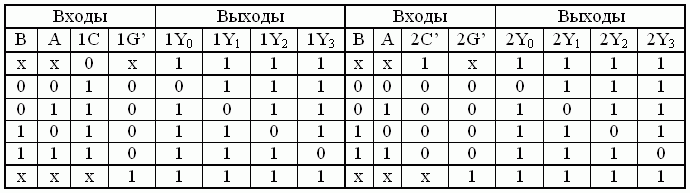 Входы Выходы Входы Выходы
B A 1C 1G’ 1Y0 1Y1 1Y2 1Y3 B A 2C’ 2G’ 2Y0 2Y1 2Y2 2Y3
x x 0 x 1 1 1 1 x x 1 x 1 1 1 1
0 0 1 0 0 1 1 1 0 0 0 0 0 1 1 1
0 1 1 0 1 0 1 1 0 1 0 0 1 0 1 1
1 0 1 0 1 1 0 1 1 0 0 0 1 1 0 1
1 1 1 0 1 1 1 0 1 1 0 0 1 1 1 0
x x x 1 1 1 1 1 x x x 1 1 1 1 1